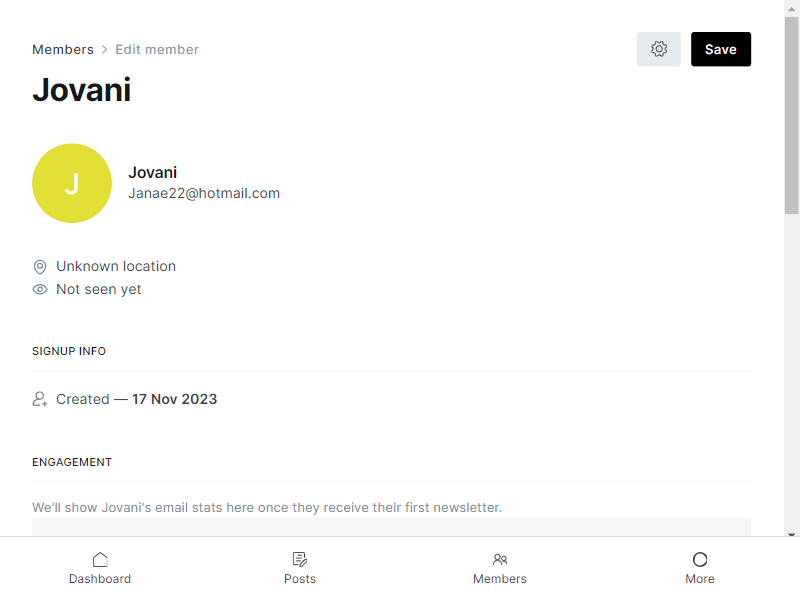 Members > Edit member
Save
Jovani
J
Jovani
Janae22@hotmail.com
Unknown location
Not seen yet
SIGNUP INFO
Created — 17 Nov 2023
ENGAGEMENT
We'll show Jovani's email stats here once they receive their first newsletter.
Dashboard
Posts
Members
More